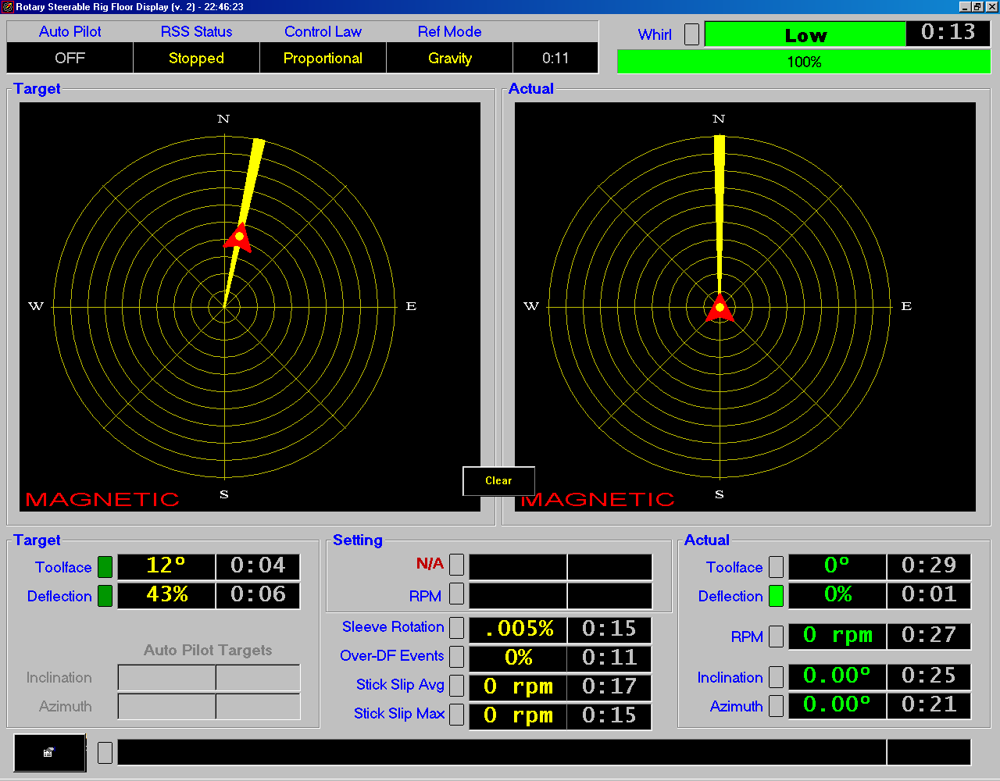 Rotary Steerable Rig Floor Display (v. 2) - 22:46:23
Auto Pilot RSS Status Control Law Ref Mode
OFF Stopped Proportional Gravity 0:11
Whirl Low 0:13
100%
Target
N
W E
S
MAGNETIC
Actual
N
W E
S
MAGNETIC
Clear
Target
Toolface 12° 0:04
Deflection 43% 0:06
Auto Pilot Targets
Inclination
Azimuth
Setting
N/A
RPM
Sleeve Rotation .005% 0:15
Over-DF Events 0% 0:11
Stick Slip Avg 0 rpm 0:17
Stick Slip Max 0 rpm 0:15
Actual
Toolface 0° 0:29
Deflection 0% 0:01
RPM 0 rpm 0:27
Inclination 0.00° 0:25
Azimuth 0.00° 0:21